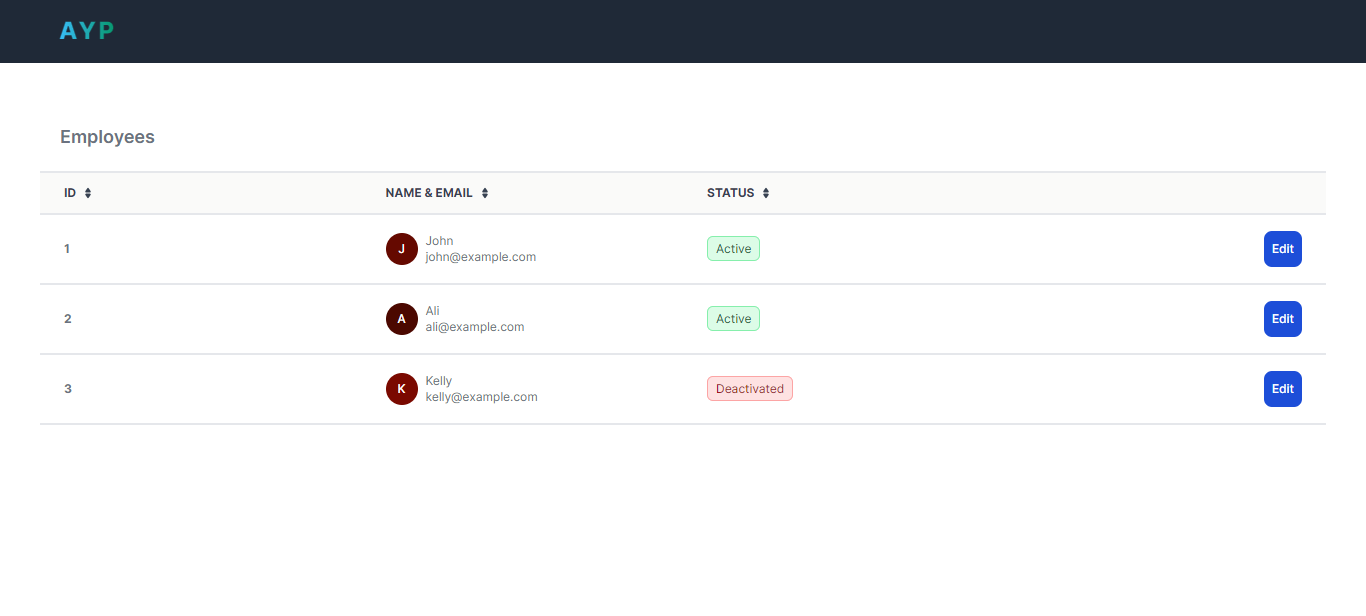 AYP
Employees
ID NAME & EMAIL STATUS
1 J John Active Edit
john@example.com
2 A Ali Active Edit
ali@example.com
3 K Kelly Deactivated Edit
kelly@example.com